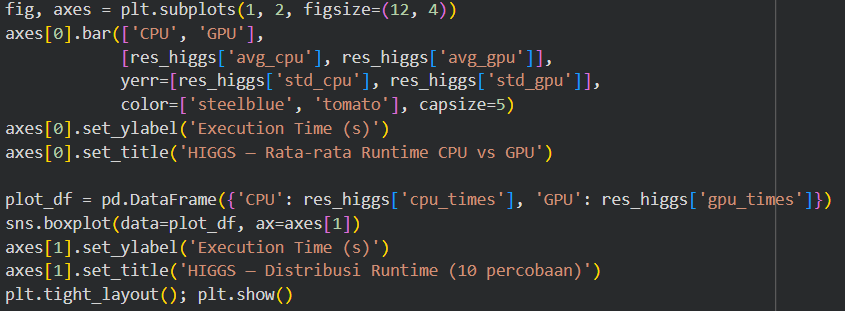 fig, axes = plt.subplots(1, 2, figsize=(12, 4))
axes[0].bar(['CPU', 'GPU'],
            [res_higgs['avg_cpu'], res_higgs['avg_gpu']],
            yerr=[res_higgs['std_cpu'], res_higgs['std_gpu']],
            color=['steelblue', 'tomato'], capsize=5)
axes[0].set_ylabel('Execution Time (s)')
axes[0].set_title('HIGGS — Rata-rata Runtime CPU vs GPU')

plot_df = pd.DataFrame({'CPU': res_higgs['cpu_times'], 'GPU': res_higgs['gpu_times']})
sns.boxplot(data=plot_df, ax=axes[1])
axes[1].set_ylabel('Execution Time (s)')
axes[1].set_title('HIGGS — Distribusi Runtime (10 percobaan)')
plt.tight_layout(); plt.show()